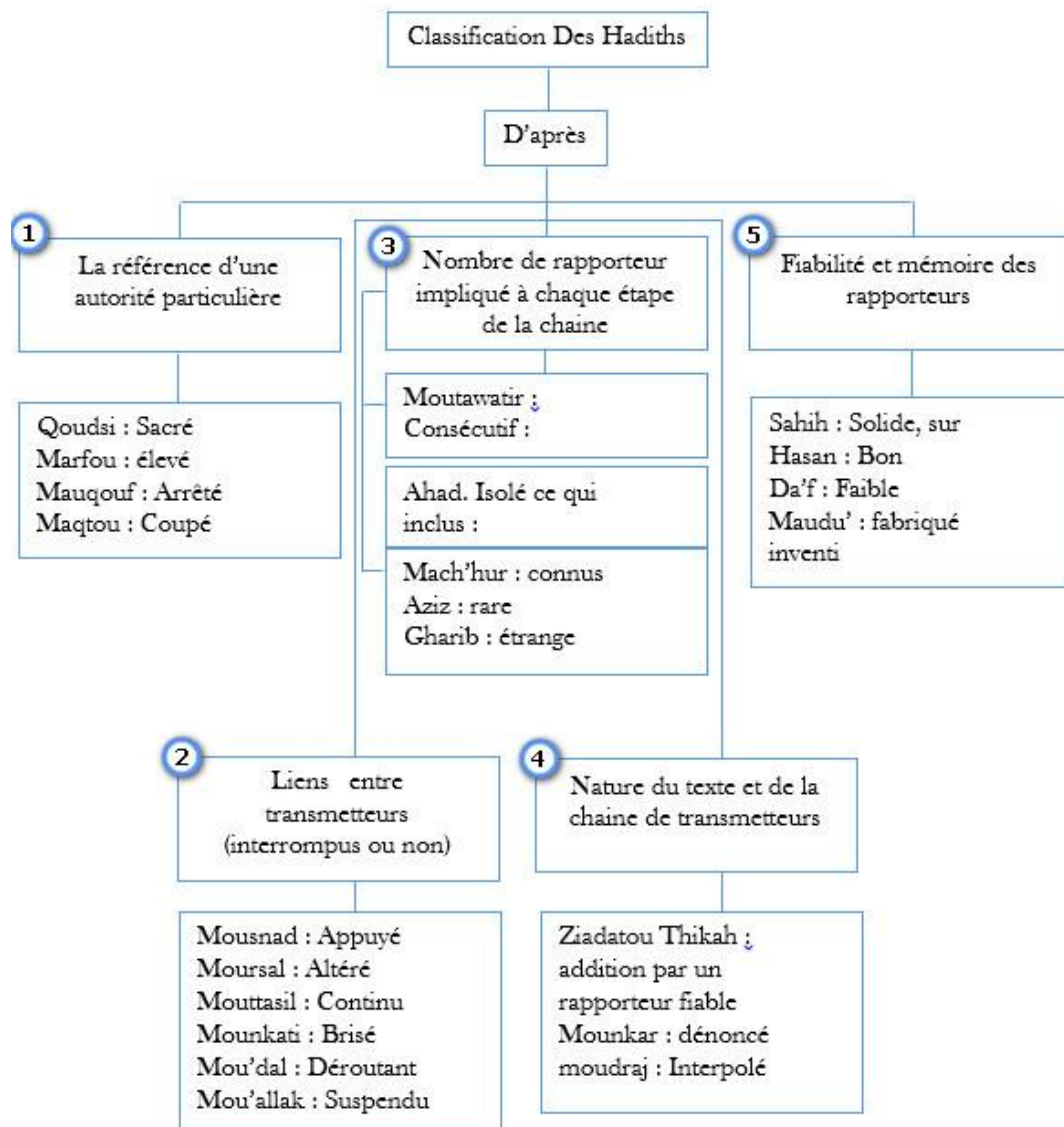 Classification Des Hadiths
D'après
1
La référence d'une
autorité particulière
Qoudsi : Sacré
Marfou : élevé
Mauqouf : Arrêté
Maqtou : Coupé
2
Liens entre
transmetteurs
(interrompus ou non)
Mousnad : Appuyé
Moursal : Altéré
Mouttasil : Continu
Mounkati : Brisé
Mou'dal : Déroutant
Mou'allak : Suspendu
3
Nombre de rapporteur
impliqué à chaque étape
de la chaine
Moutawatir :
Consécutif :
Ahad. Isolé ce qui
inclus :
Mach'hur : connus
Aziz : rare
Gharib : étrange
4
Nature du texte et de la
chaine de transmetteurs
Ziadatou Thikah :
addition par un
rapporteur fiable
Mounkar : dénoncé
moudraj : Interpolé
5
Fiabilité et mémoire des
rapporteurs
Sahih : Solide, sur
Hasan : Bon
Da'f : Faible
Maudu' : fabriqué
inventi